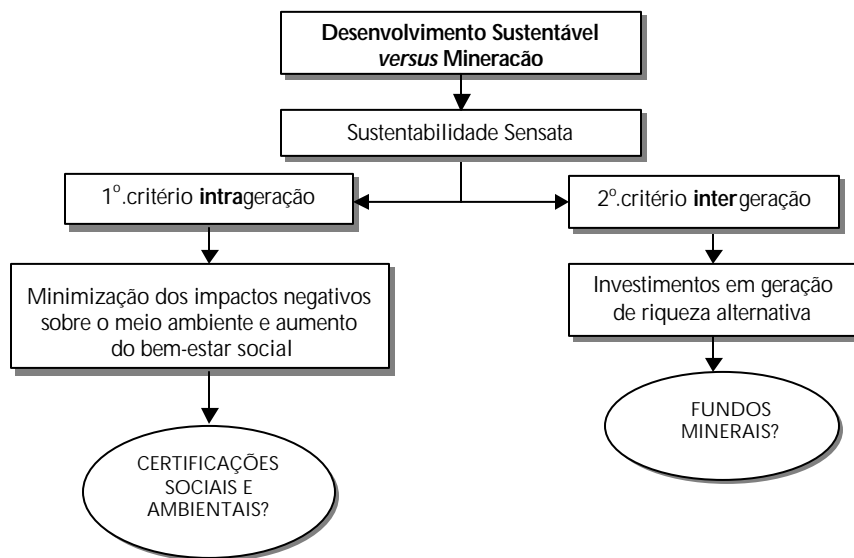 Desenvolvimento Sustentável
versus Mineracão
Sustentabilidade Sensata
1º.critério intrageração
2º.critério intergeração
Minimização dos impactos negativos
sobre o meio ambiente e aumento
do bem-estar social
Investimentos em geração
de riqueza alternativa
CERTIFICAÇÕES
SOCIAIS E
AMBIENTAIS?
FUNDOS
MINERAIS?